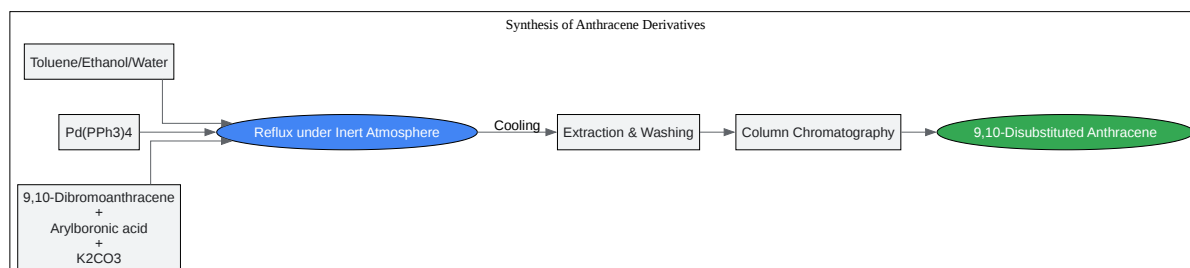 Synthesis of Anthracene Derivatives
Toluene/Ethanol/Water
Pd(PPh3)4
9,10-Dibromoanthracene
+
Arylboronic acid
+
K2CO3
Reflux under Inert Atmosphere
Cooling
Extraction & Washing
Column Chromatography
9,10-Disubstituted Anthracene